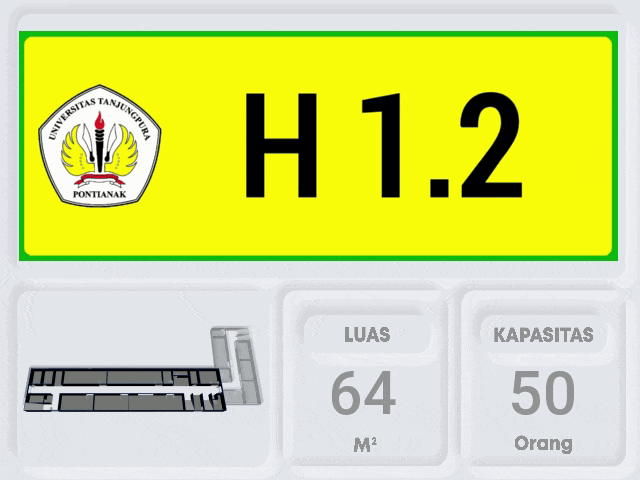 UNIVERSITAS TANJUNGPURA
PONTIANAK
H 1.2
LUAS
64
M²
KAPASITAS
50
Orang